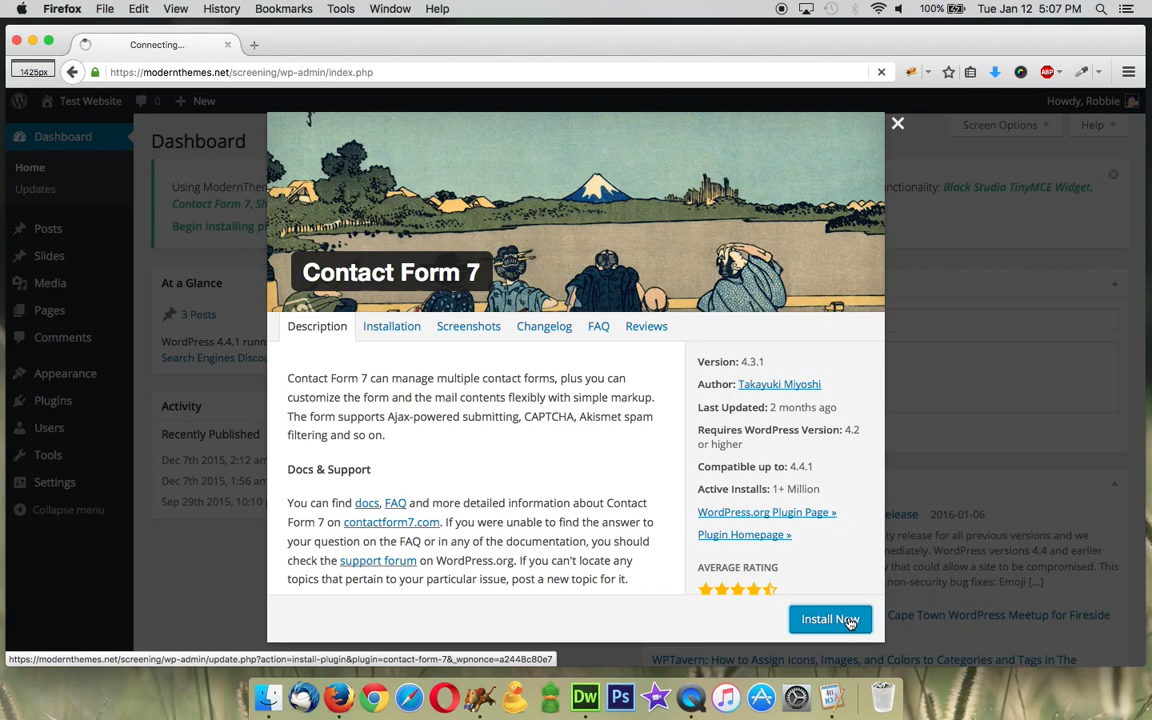 Firefox File Edit View History Bookmarks Tools Window Help 100% Tue Jan 12 5:07 PM
Connecting...
1425px https://modernthemes.net/screening/wp-admin/index.php ABP
Test Website 0 New Howdy, Robbie
Dashboard
Home
Updates
Posts
Slides
Media
Pages
Comments
Appearance
Plugins
Users
Tools
Settings
Collapse menu
Dashboard
Screen Options Help
Using ModernThem
nctionality: Black Studio TinyMCE Widget,
Contact Form 7, Sh
Begin installing pl
At a Glance
3 Posts
WordPress 4.4.1 runn
Search Engines Discou
Activity
Recently Published
Dec 7th 2015, 2:12 am
Dec 7th 2015, 1:56 am
Sep 29th 2015, 10:10
Contact Form 7
Description Installation Screenshots Changelog FAQ Reviews
Contact Form 7 can manage multiple contact forms, plus you can
customize the form and the mail contents flexibly with simple markup.
The form supports Ajax-powered submitting, CAPTCHA, Akismet spam
filtering and so on.
Docs & Support
You can find docs, FAQ and more detailed information about Contact
Form 7 on contactform7.com. If you were unable to find the answer to
your question on the FAQ or in any of the documentation, you should
check the support forum on WordPress.org. If you can't locate any
topics that pertain to your particular issue, post a new topic for it.
Version: 4.3.1
Author: Takayuki Miyoshi
Last Updated: 2 months ago
Requires WordPress Version: 4.2
or higher
Compatible up to: 4.4.1
Active Installs: 1+ Million
WordPress.org Plugin Page »
Plugin Homepage »
AVERAGE RATING
Install Now
elease 2016-01-06
ity release for all previous versions and we
mediately. WordPress versions 4.4 and earlier
that could allow a site to be compromised. This
non-security bug fixes: Emoji [...]
Cape Town WordPress Meetup for Fireside
WPTavern: How to Assign Icons, Images, and Colors to Categories and Tags in The
https://modernthemes.net/screening/wp-admin/update.php?action=install-plugin&plugin=contact-form-7&_wpnonce=a2448c80e7
Dw Ps